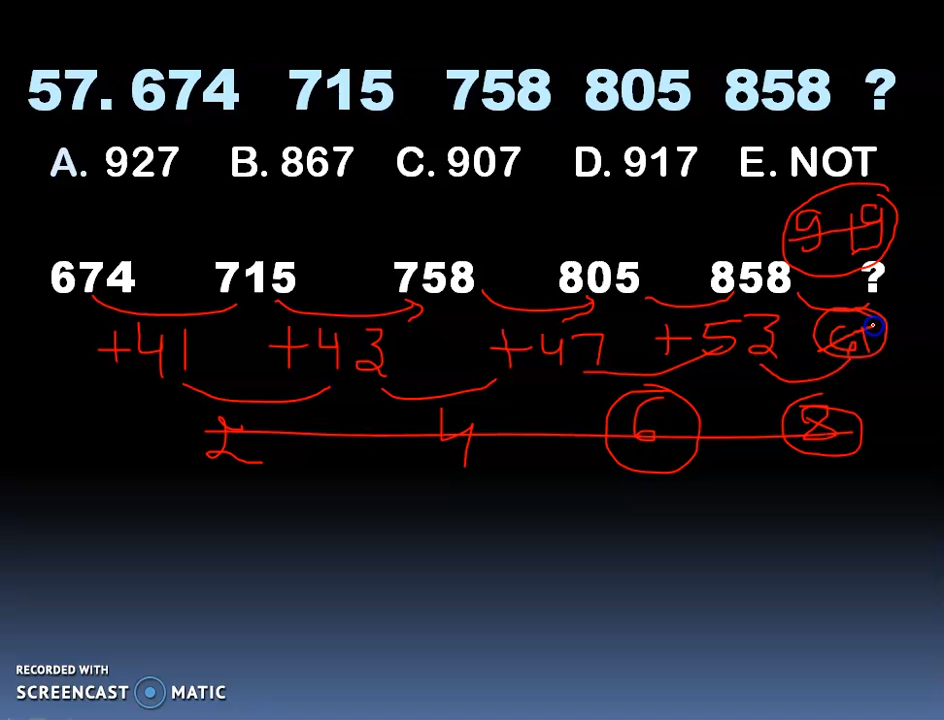 57. 674 715 758 805 858 ?
A. 927 B. 867 C. 907 D. 917 E. NOT
919
674 715 758 805 858 ?
+41 +43 +47 +53 61
2 4 6 8
RECORDED WITH
SCREENCAST MATIC